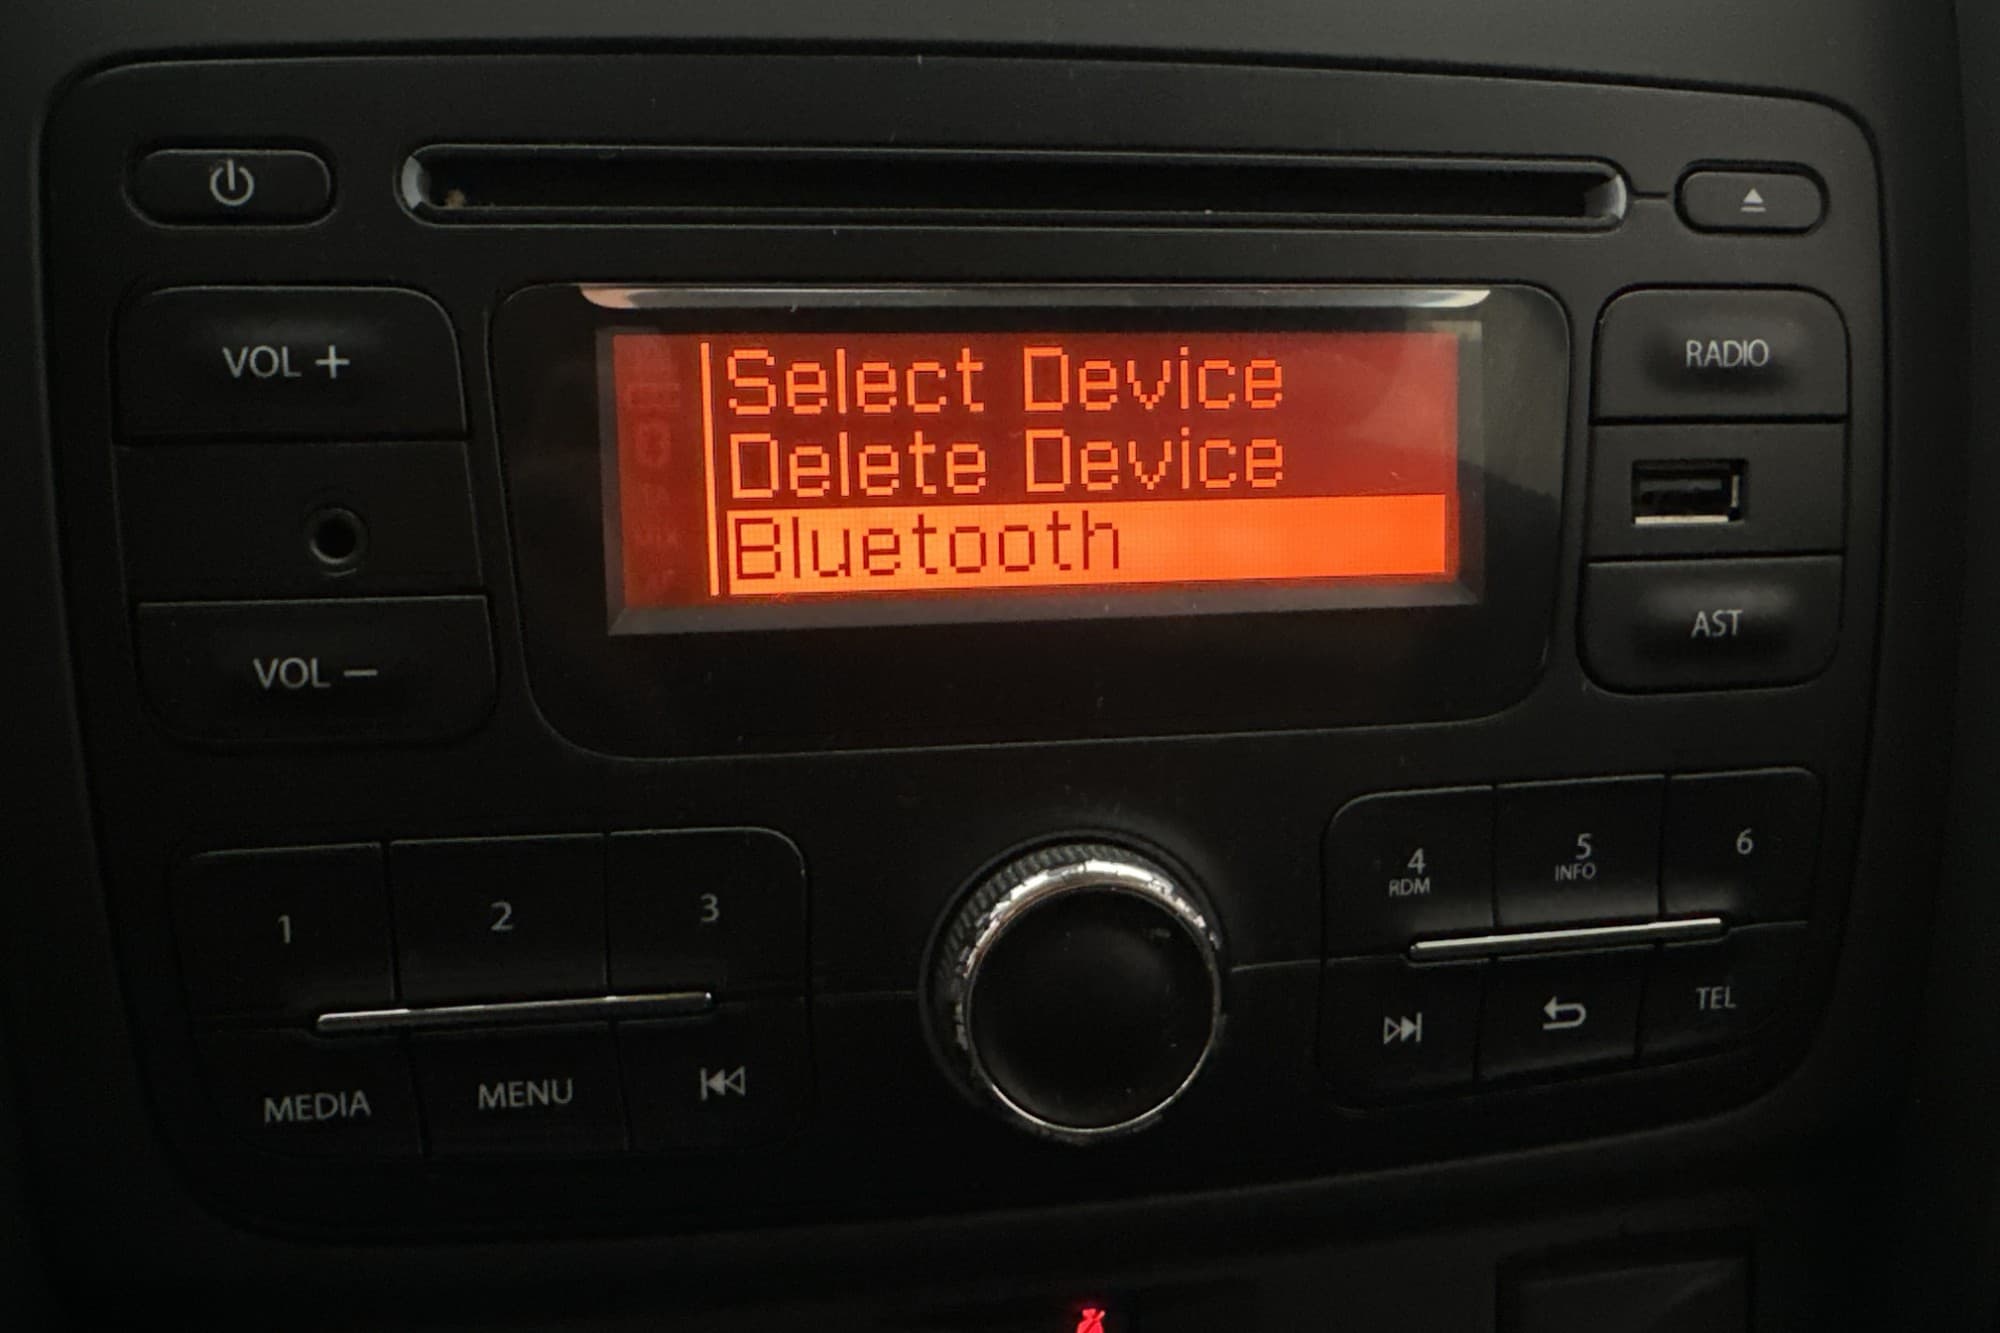 VOL +
VOL −
Select Device
Delete Device
Bluetooth
RADIO
AST
1
2
3
4
RDM
5
INFO
6
MEDIA
MENU
TEL